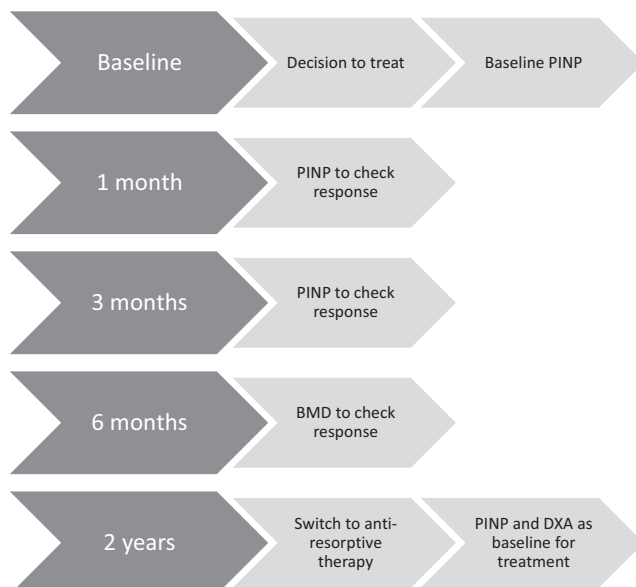 Baseline
Decision to treat
Baseline PINP
1 month
PINP to check
response
3 months
PINP to check
response
6 months
BMD to check
response
2 years
Switch to anti-
resorptive
therapy
PINP and DXA as
baseline for
treatment